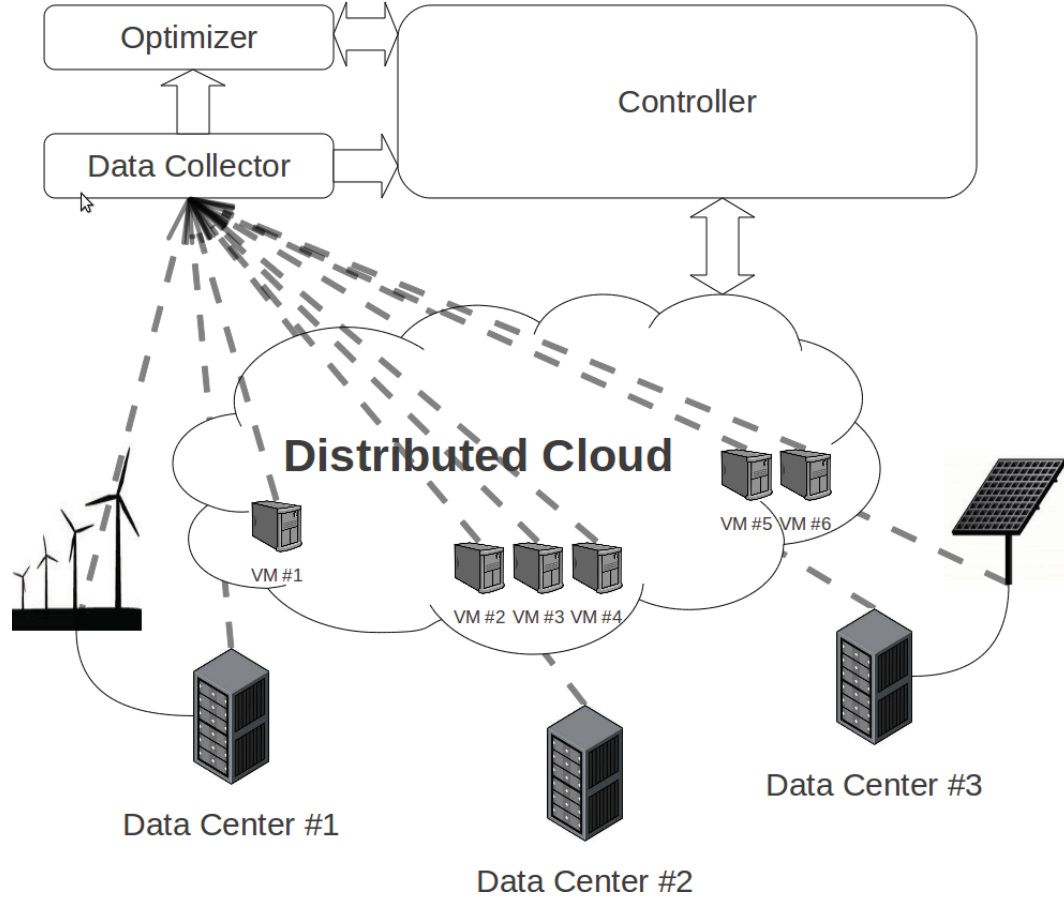 Optimizer
Controller
Data Collector
Distributed Cloud
VM #5
VM #6
VM #1
VM #2
VM #3
VM #4
Data Center #3
Data Center #1
Data Center #2